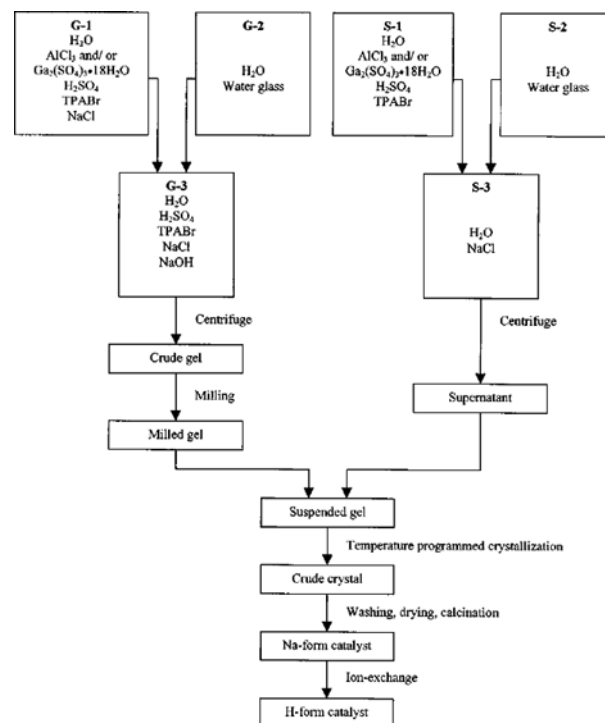 G-1
H₂O
AlCl₃ and/ or
Ga₂(SO₄)₃•18H₂O
H₂SO₄
TPABr
NaCl
G-2
H₂O
Water glass
S-1
H₂O
AlCl₃ and/ or
Ga₂(SO₄)₃•18H₂O
H₂SO₄
TPABr
S-2
H₂O
Water glass
G-3
H₂O
H₂SO₄
TPABr
NaCl
NaOH
S-3
H₂O
NaCl
Centrifuge
Centrifuge
Crude gel
Milling
Supernatant
Milled gel
Suspended gel
Temperature programmed crystallization
Crude crystal
Washing, drying, calcination
Na-form catalyst
Ion-exchange
H-form catalyst